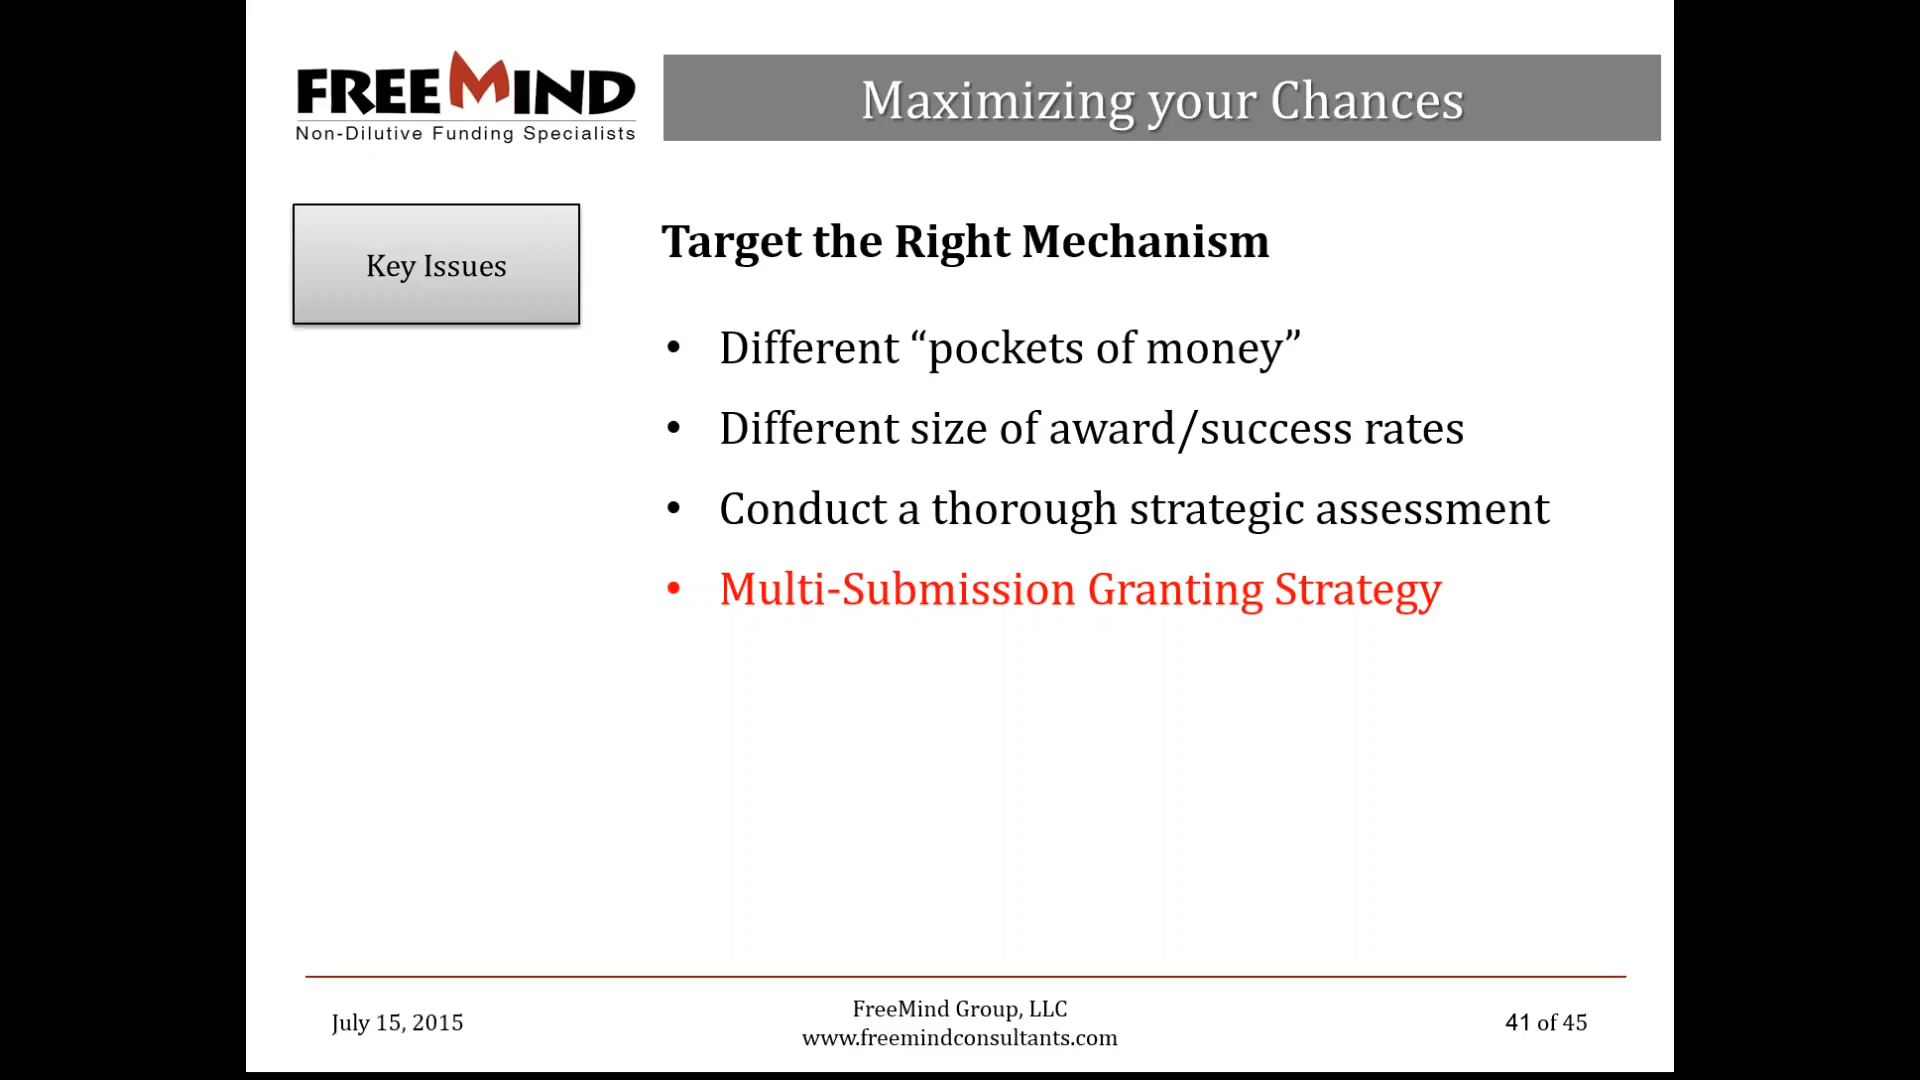 FREEMIND
Non-Dilutive Funding Specialists
Maximizing your Chances
Key Issues
Target the Right Mechanism
• Different “pockets of money”
• Different size of award/success rates
• Conduct a thorough strategic assessment
• Multi-Submission Granting Strategy
July 15, 2015
FreeMind Group, LLC
www.freemindconsultants.com
41 of 45